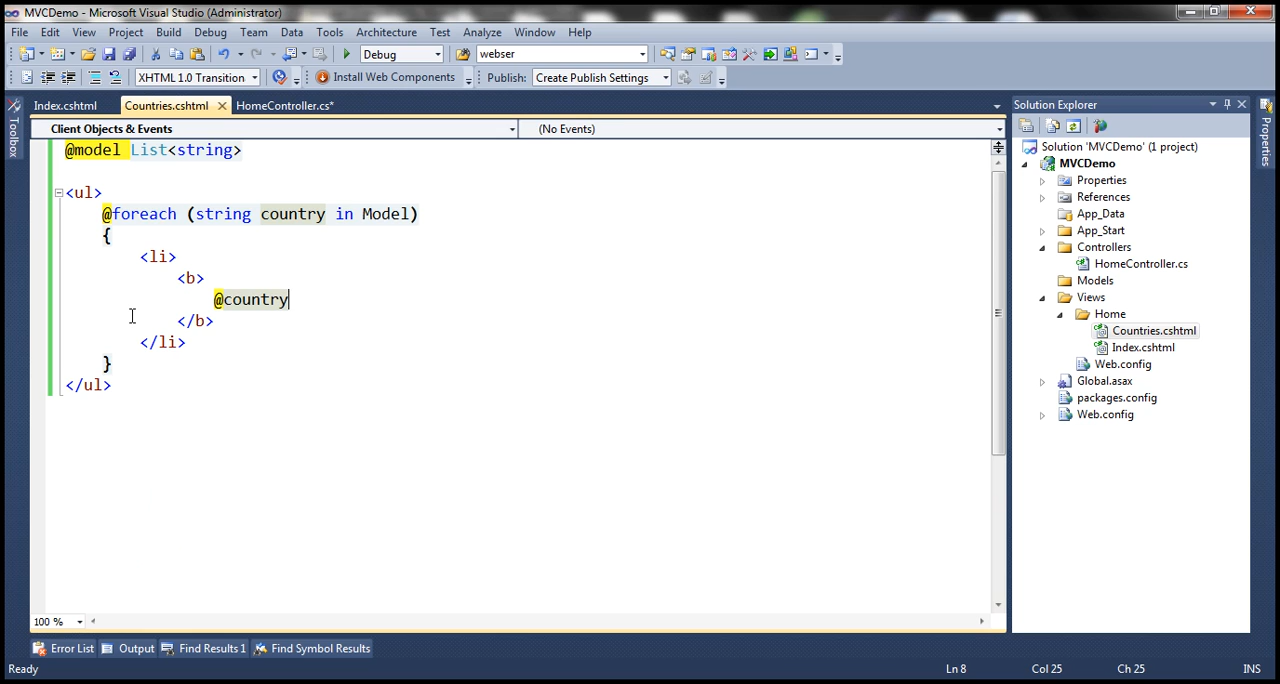 MVCDemo - Microsoft Visual Studio (Administrator)
File Edit View Project Build Debug Team Data Tools Architecture Test Analyze Window Help
Debug webser
XHTML 1.0 Transition Install Web Components Publish: Create Publish Settings
Index.cshtml Countries.cshtml HomeController.cs*
Client Objects & Events (No Events)
@model List<string>
<ul>
@foreach (string country in Model)
{
<li>
<b>
@country
</b>
</li>
}
</ul>
100 %
Toolbox
Solution Explorer
Solution 'MVCDemo' (1 project)
MVCDemo
Properties
References
App_Data
App_Start
Controllers
HomeController.cs
Models
Views
Home
Countries.cshtml
Index.cshtml
Web.config
Global.asax
packages.config
Web.config
Properties
Error List Output Find Results 1 Find Symbol Results
Ready Ln 8 Col 25 Ch 25 INS